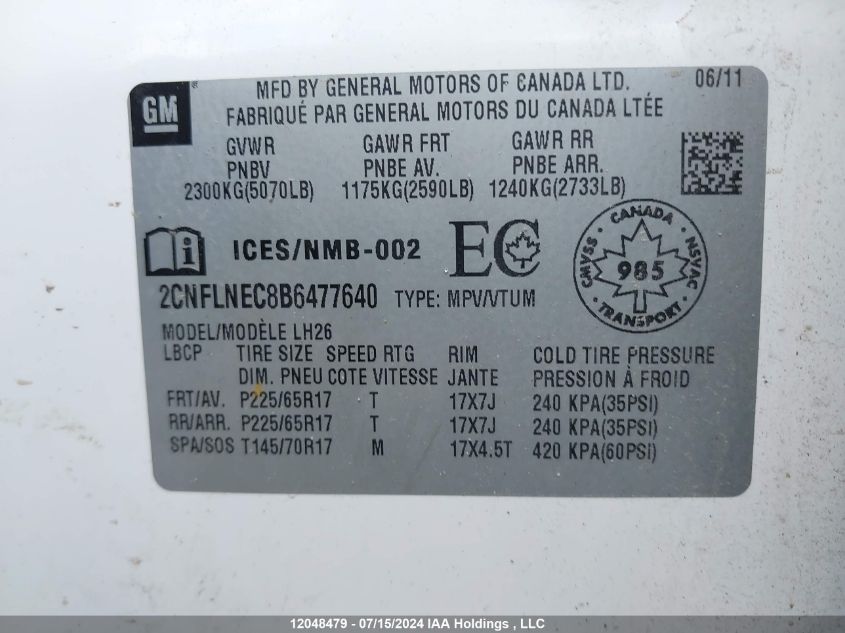 GM
MFD BY GENERAL MOTORS OF CANADA LTD. 06/11
FABRIQUÉ PAR GENERAL MOTORS DU CANADA LTÉE
GVWR GAWR FRT GAWR RR
PNBV PNBE AV. PNBE ARR.
2300KG(5070LB) 1175KG(2590LB) 1240KG(2733LB)
ICES/NMB-002 EC
CANADA CMVSS 985 NSVAC TRANSPORT
2CNFLNEC8B6477640 TYPE: MPV/VTUM
MODEL/MODÈLE LH26
LBCP TIRE SIZE SPEED RTG RIM COLD TIRE PRESSURE
DIM. PNEU COTE VITESSE JANTE PRESSION À FROID
FRT/AV. P225/65R17 T 17X7J 240 KPA(35PSI)
RR/ARR. P225/65R17 T 17X7J 240 KPA(35PSI)
SPA/SOS T145/70R17 M 17X4.5T 420 KPA(60PSI)
12048479 - 07/15/2024 IAA Holdings , LLC